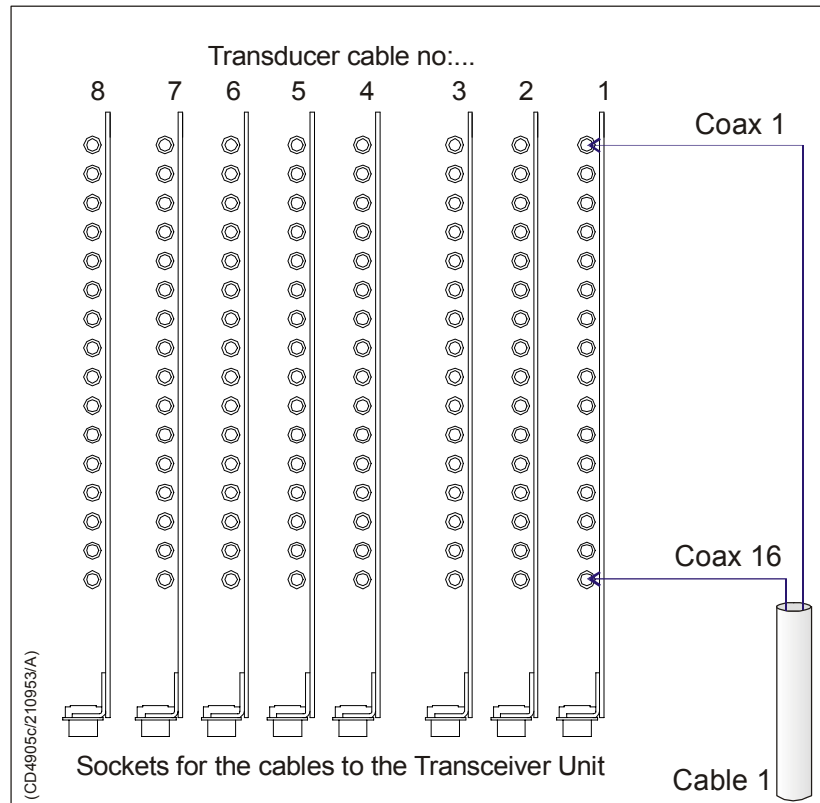 Transducer cable no:...
8 7 6 5 4 3 2 1
Coax 1
Coax 16
(CD4905c/210953/A)
Sockets for the cables to the Transceiver Unit
Cable 1